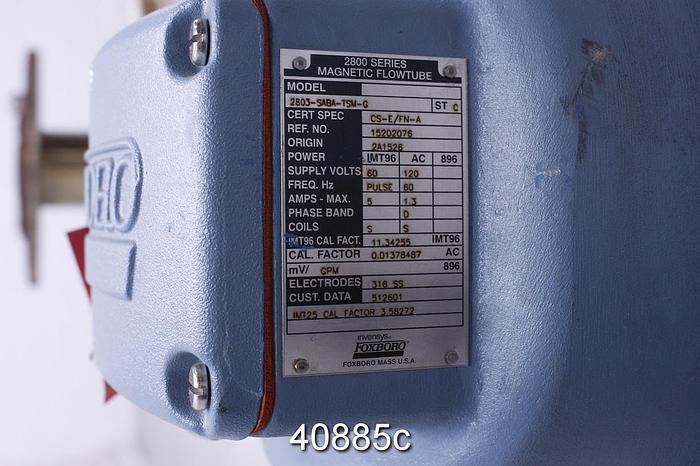 2800 SERIES
MAGNETIC FLOWTUBE
MODEL
2803-SABA-TSM-G ST C
CERT SPEC CS-E/FN-A
REF. NO. 15202076
ORIGIN 2A1526
POWER IMT96 AC 896
SUPPLY VOLTS 60 120
FREQ. Hz PULSE 60
AMPS - MAX. 5 1.3
PHASE BAND D
COILS S S
IMT96 CAL FACT. 11.34255 IMT96
CAL. FACTOR 0.01378487 AC
mV/ GPM 896
ELECTRODES 316 SS
CUST. DATA 512601
IMT25 CAL FACTOR 3.58272
invensys
FOXBORO
FOXBORO MASS U.S.A.
40885c